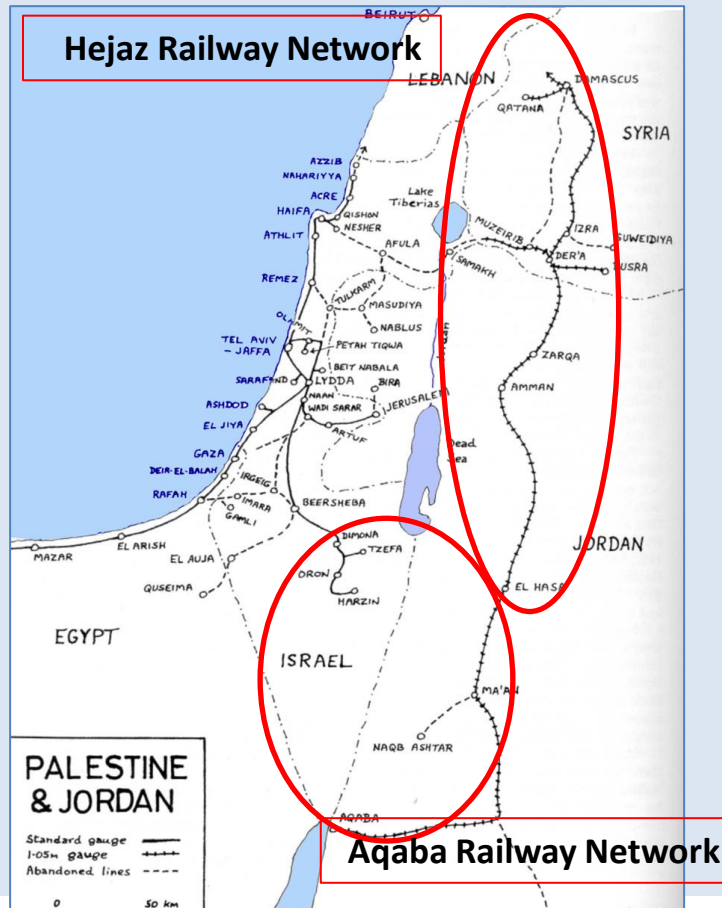 BEIRUT
Hejaz Railway Network
LEBANON
DAMASCUS
QATANA
SYRIA
AZZIB
NAHARIYYA
ACRE
Lake
Tiberias
HAIFA
QISHON
NESHER
MUZEIRIB
IZRA
SUWEIDIYA
ATHLIT
AFULA
SAMAKH
DER'A
BUSRA
REMEZ
TULKARM
MASUDIYA
OLAMIT
NABLUS
TEL AVIV
- JAFFA
PETAH TIQWA
Jordan
ZARQA
BEIT NABALA
SARAFAND
LYDDA
BIRA
AMMAN
NAAN
WADI SARAR
JERUSALEM
ASHDOD
ARTUF
EL JIYA
Dead
Sea
GAZA
DEIR-EL-BALAH
IRGEIG
RAFAH
IMARA
GAMLI
BEERSHEBA
DIMONA
JORDAN
MAZAR
EL ARISH
EL AUJA
TZEFA
ORON
QUSEIMA
HARZIN
EL HASA
EGYPT
ISRAEL
MA'AN
NAQB ASHTAR
PALESTINE
& JORDAN
AQABA
Standard gauge
1·05m gauge
Abandoned lines
Aqaba Railway Network
0 50 KM